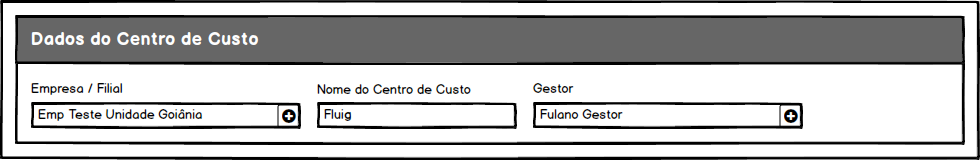 Dados do Centro de Custo
Empresa / Filial
Nome do Centro de Custo
Gestor
Emp Teste Unidade Goiânia
Fluig
Fulano Gestor